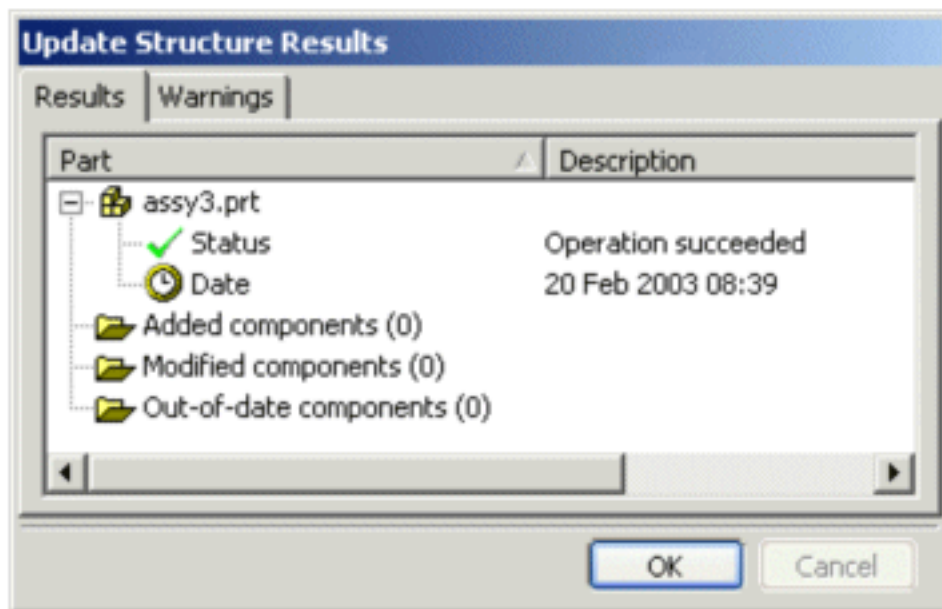 Update Structure Results
Results Warnings
Part Description
assy3.prt
Status Operation succeeded
Date 20 Feb 2003 08:39
Added components (0)
Modified components (0)
Out-of-date components (0)
OK Cancel